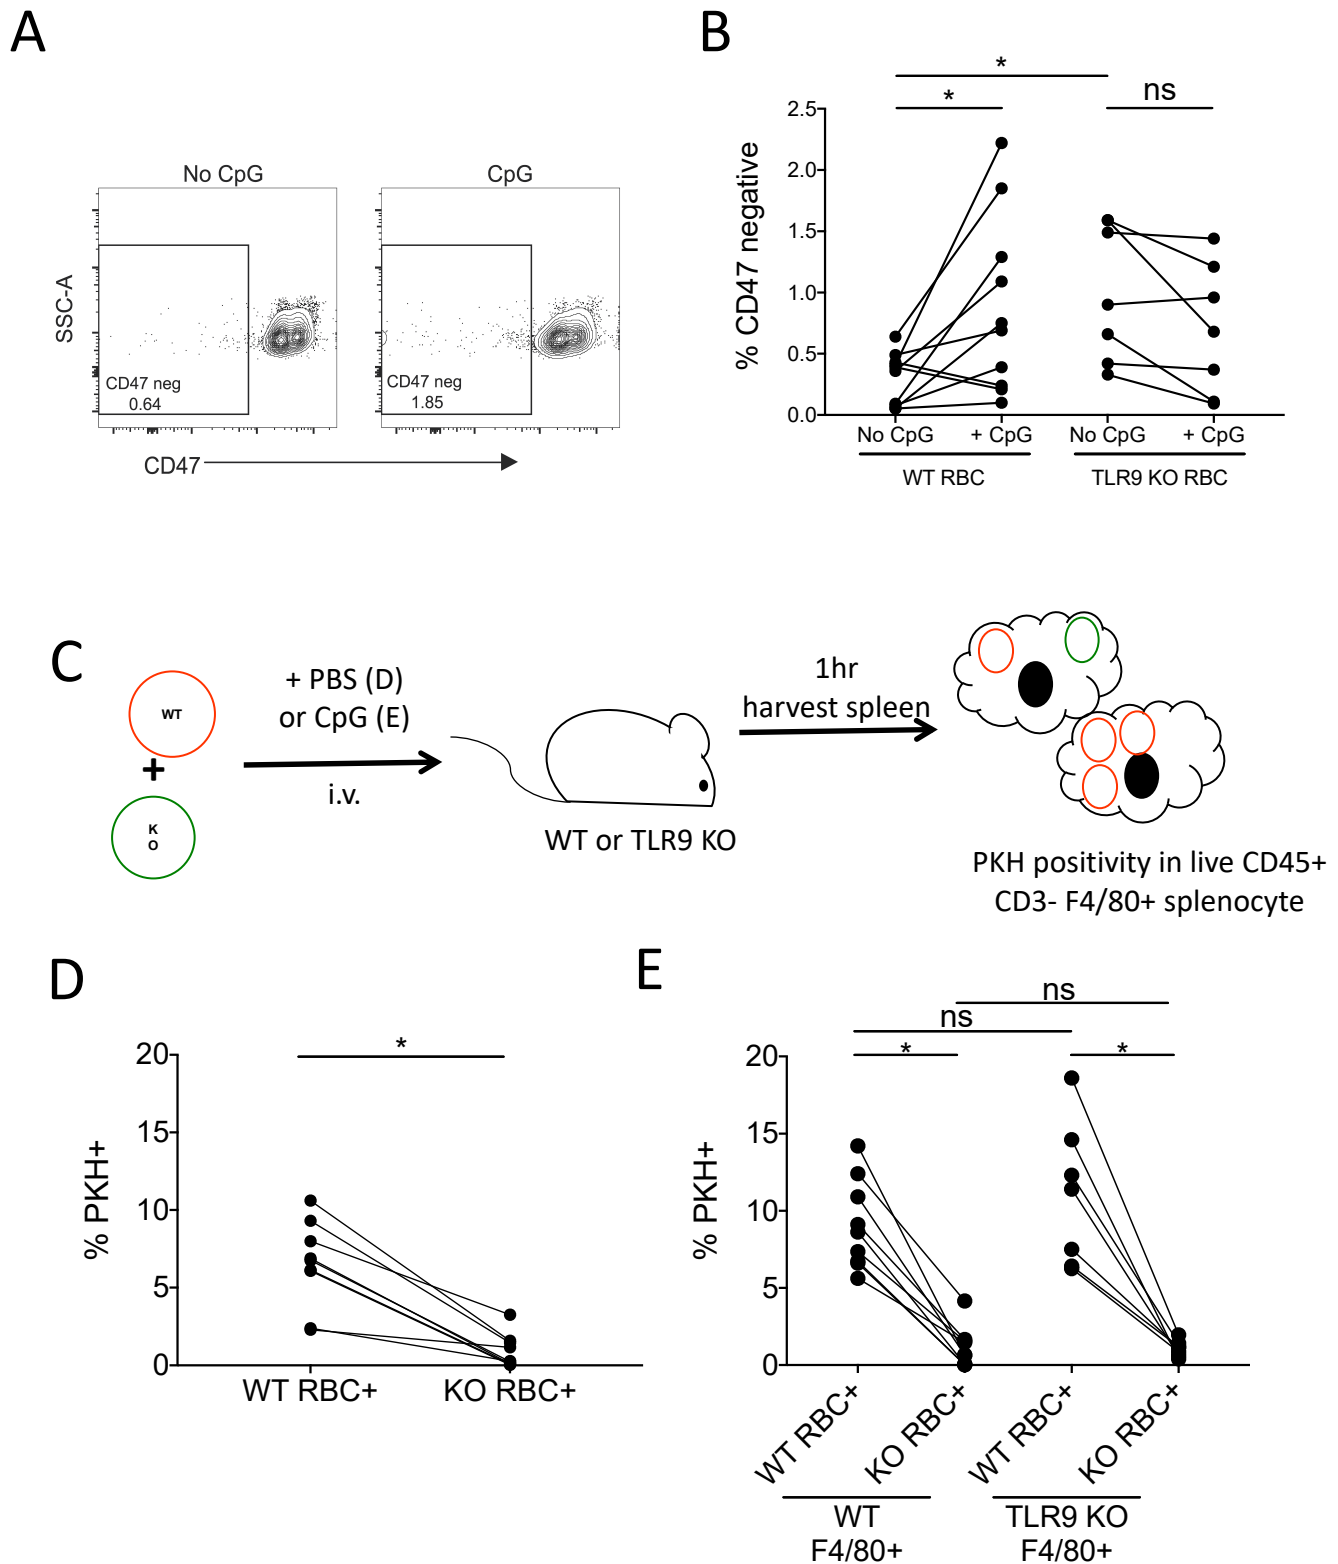 A
No CpG
CpG
SSC-A
CD47 neg
0.64
CD47 neg
1.85
CD47
B
*
*
ns
% CD47 negative
2.5
2.0
1.5
1.0
0.5
0.0
No CpG
+ CpG
No CpG
+ CpG
WT RBC
TLR9 KO RBC
C
WT
+
K
O
+ PBS (D)
or CpG (E)
i.v.
WT or TLR9 KO
1hr
harvest spleen
PKH positivity in live CD45+
CD3- F4/80+ splenocyte
D
*
% PKH+
20
15
10
5
0
WT RBC+
KO RBC+
E
ns
ns
*
*
% PKH+
20
15
10
5
0
WT RBC+
KO RBC+
WT RBC+
KO RBC+
WT
F4/80+
TLR9 KO
F4/80+